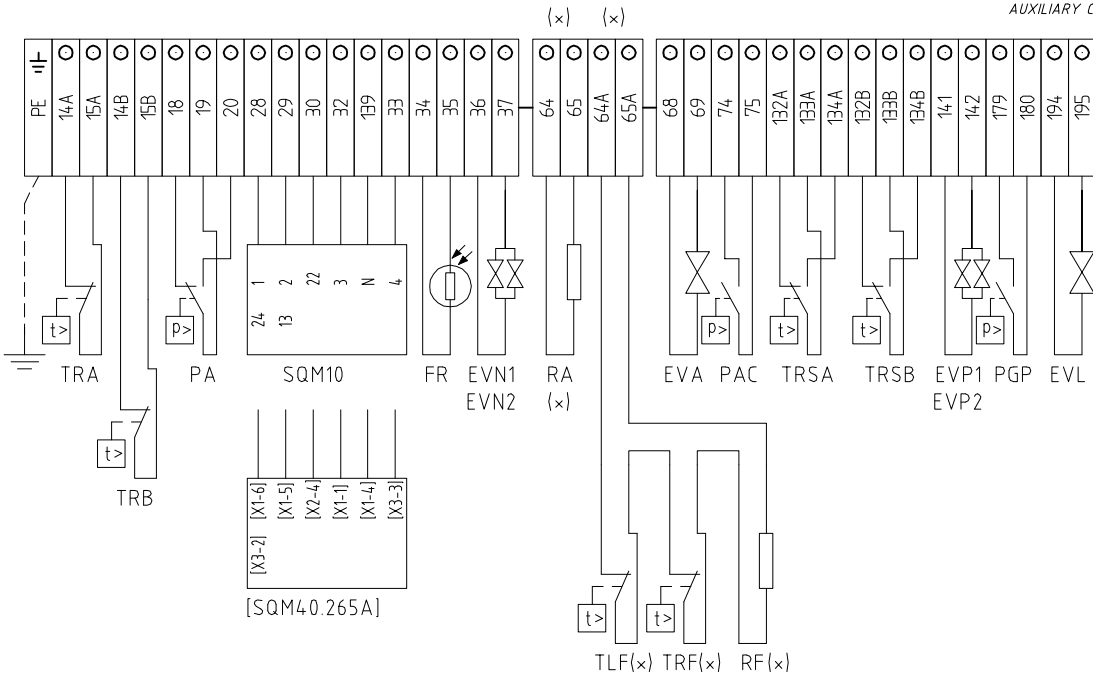 AUXILIARY C
(×) (×)
PE 14A 15A 14B 15B 18 19 20 28 29 30 32 139 33 34 35 36 37 64 65 64A 65A 68 69 74 75 132A 133A 134A 132B 133B 134B 141 142 179 180 194 195
1 2 22 3 N 4
24 13
t> p> p> t> t> p>
TRA PA SQM10 FR EVN1 RA EVA PAC TRSA TRSB EVP1 PGP EVL
EVN2 (×) EVP2
t>
TRB
[X1-6] [X1-5] [X2-4] [X1-1] [X1-4] [X3-3]
[X3-2]
[SQM40.265A]
t> t>
TLF(×) TRF(×) RF(×)